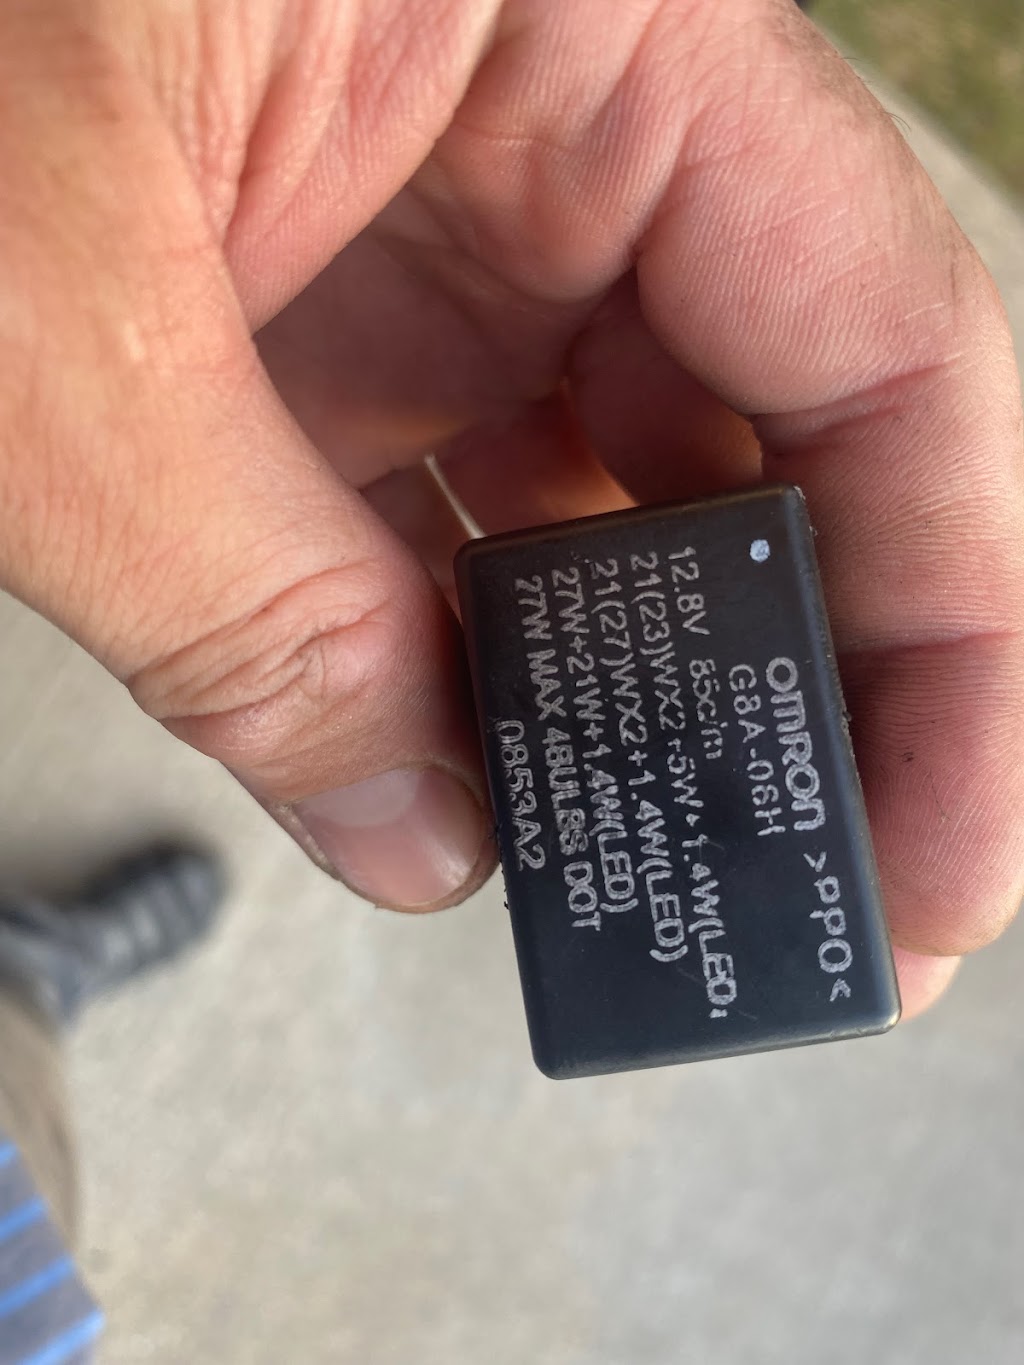 OMRON >PPO<
G8A-06H
12.8V 85c/m
21(23)WX2+5W+1.4W(LED)
21(27)WX2+1.4W(LED)
27W+21W+1.4W(LED)
27W MAX 4BULBS DOT
0853A2